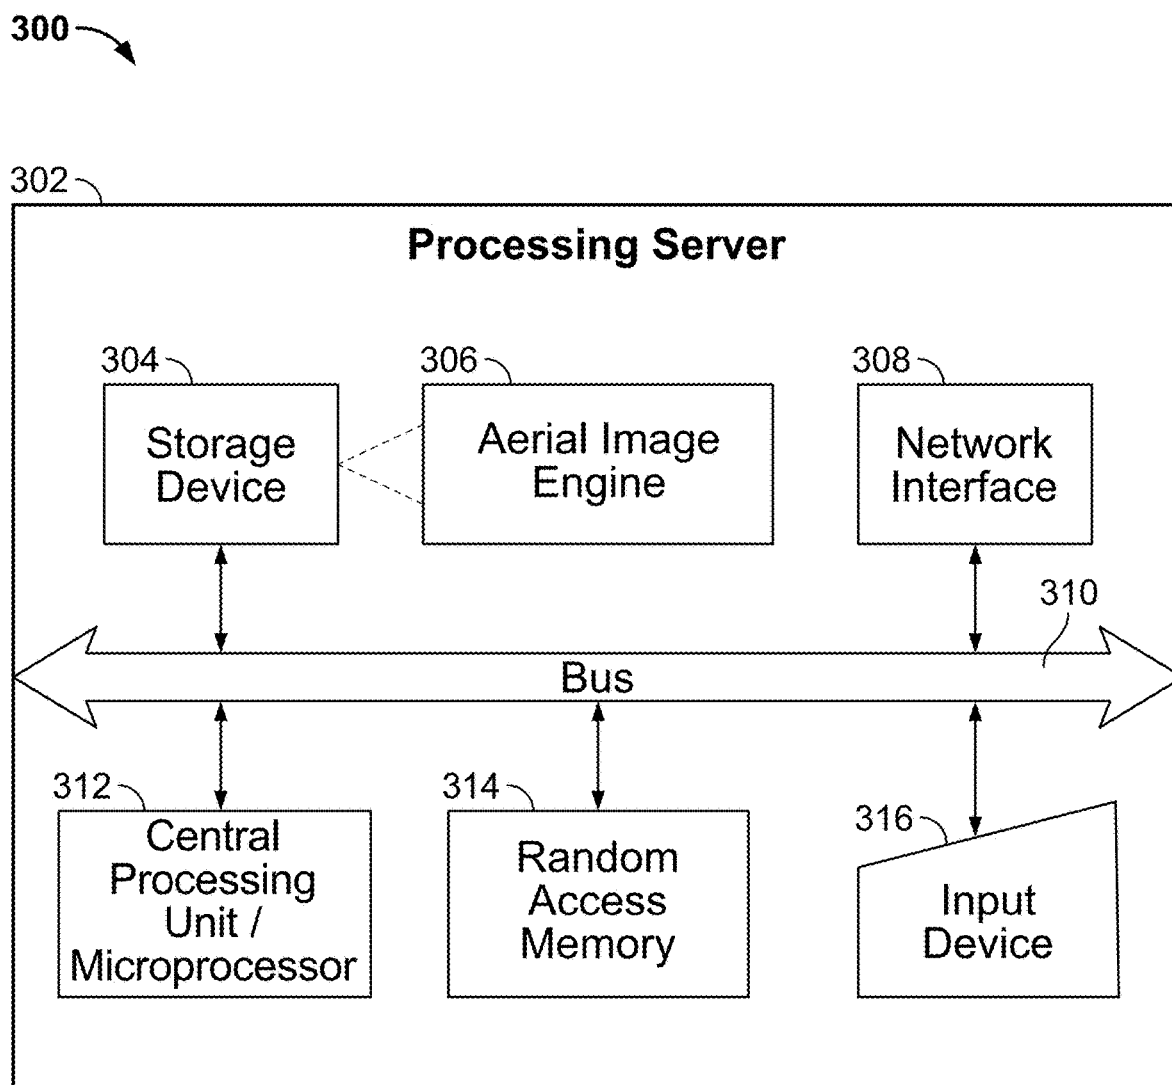 300
302
Processing Server
304
306
308
Storage
Device
Aerial Image
Engine
Network
Interface
310
Bus
312
314
316
Central
Processing
Unit /
Microprocessor
Random
Access
Memory
Input
Device